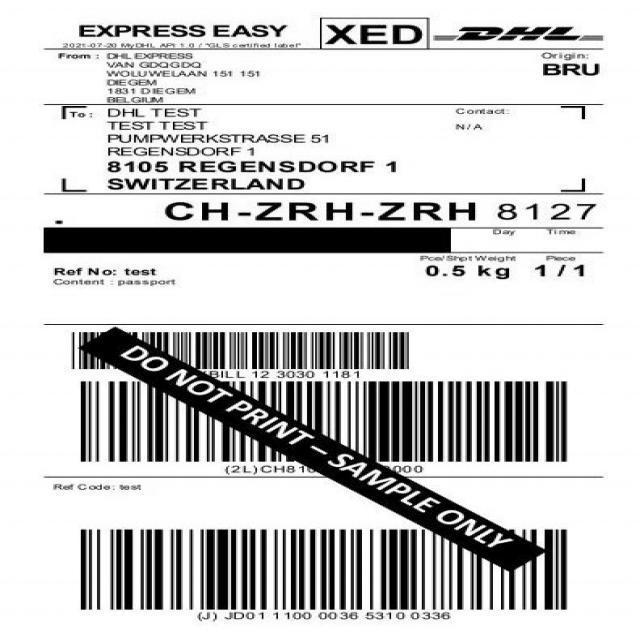 EXPRESS EASY
XED
DHL
2021-07-20 MyDHL API 1.0 / "GLS certified label"
From :
DHL EXPRESS
VAN GDQGDQ
WOLUWELAAN 151 151
DIEGEM
1831 DIEGEM
BELGIUM
Origin:
BRU
To :
DHL TEST
TEST TEST
PUMPWERKSTRASSE 51
REGENSDORF 1
8105 REGENSDORF 1
SWITZERLAND
Contact:
N/A
CH-ZRH-ZRH 8127
Day Time
Ref No: test
Content : passport
Pce/Shpt Weight Piece
0.5 kg 1/1
BILL 12 3030 1181
DO NOT PRINT – SAMPLE ONLY
(2L)CH81
000
Ref Code: test
(J) JD01 1100 0036 5310 0336